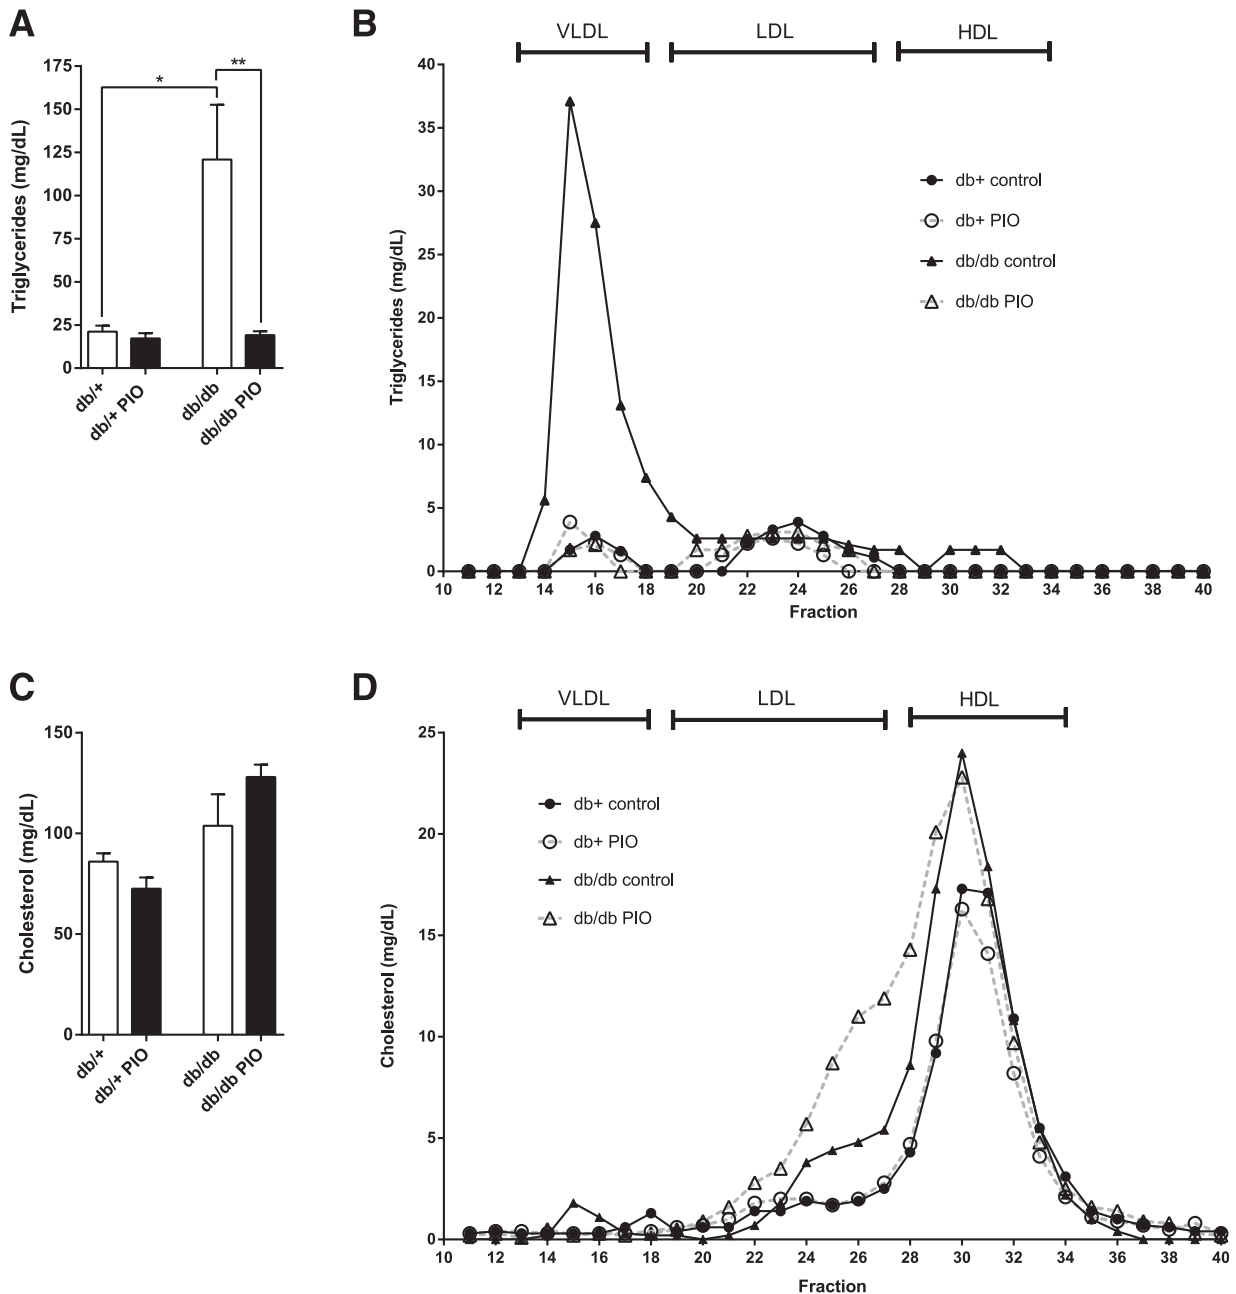 A
175
150
125
100
75
50
25
0
Triglycerides (mg/dL)
*
**
db/+
db/+ PIO
db/db
db/db PIO
B
VLDL
LDL
HDL
40
35
30
25
20
15
10
5
0
Triglycerides (mg/dL)
db+ control
db+ PIO
db/db control
db/db PIO
10 12 14 16 18 20 22 24 26 28 30 32 34 36 38 40
Fraction
C
150
100
50
0
Cholesterol (mg/dL)
db/+
db/+ PIO
db/db
db/db PIO
D
VLDL
LDL
HDL
25
20
15
10
5
0
Cholesterol (mg/dL)
db+ control
db+ PIO
db/db control
db/db PIO
10 12 14 16 18 20 22 24 26 28 30 32 34 36 38 40
Fraction